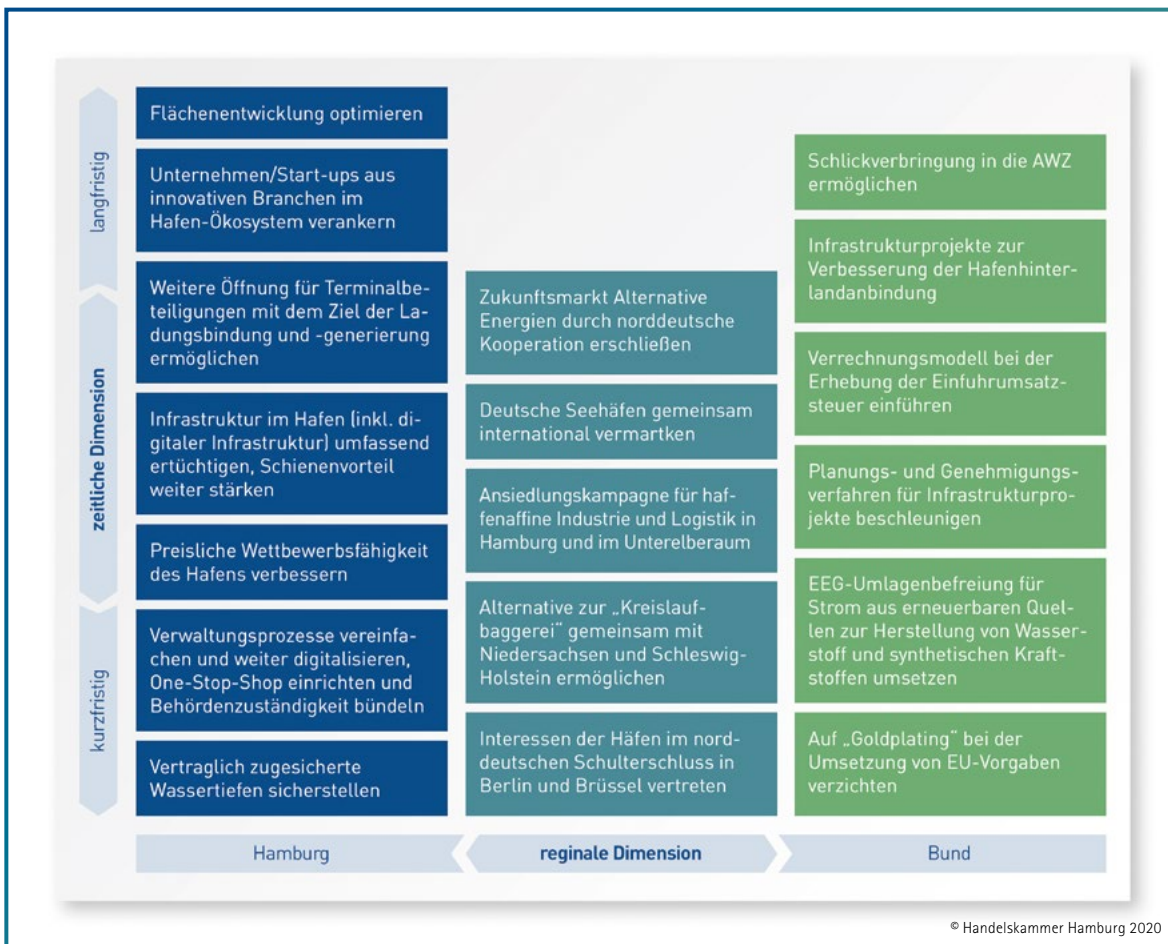 langfristig
zeitliche Dimension
kurzfristig
Flächenentwicklung optimieren
Unternehmen/Start-ups aus
innovativen Branchen im
Hafen-Ökosystem verankern
Weitere Öffnung für Terminalbe-
teiligungen mit dem Ziel der La-
dungsbindung und -generierung
ermöglichen
Infrastruktur im Hafen (inkl. di-
gitaler Infrastruktur) umfassend
ertüchtigen, Schienenvorteil
weiter stärken
Preisliche Wettbewerbsfähigkeit
des Hafens verbessern
Verwaltungsprozesse vereinfa-
chen und weiter digitalisieren,
One-Stop-Shop einrichten und
Behördenzuständigkeit bündeln
Vertraglich zugesicherte
Wassertiefen sicherstellen
Zukunftsmarkt Alternative
Energien durch norddeutsche
Kooperation erschließen
Deutsche Seehäfen gemeinsam
international vermartken
Ansiedlungskampagne für haf-
fenaffine Industrie und Logistik in
Hamburg und im Unterelberaum
Alternative zur „Kreislauf-
baggerei“ gemeinsam mit
Niedersachsen und Schleswig-
Holstein ermöglichen
Interessen der Häfen im nord-
deutschen Schulterschluss in
Berlin und Brüssel vertreten
Schlickverbringung in die AWZ
ermöglichen
Infrastrukturprojekte zur
Verbesserung der Hafenhinter-
landanbindung
Verrechnungsmodell bei der
Erhebung der Einfuhrumsatz-
steuer einführen
Planungs- und Genehmigungs-
verfahren für Infrastrukturpro-
jekte beschleunigen
EEG-Umlagenbefreiung für
Strom aus erneuerbaren Quel-
len zur Herstellung von Wasser-
stoff und synthetischen Kraft-
stoffen umsetzen
Auf „Goldplating“ bei der
Umsetzung von EU-Vorgaben
verzichten
Hamburg
reginale Dimension
Bund
© Handelskammer Hamburg 2020